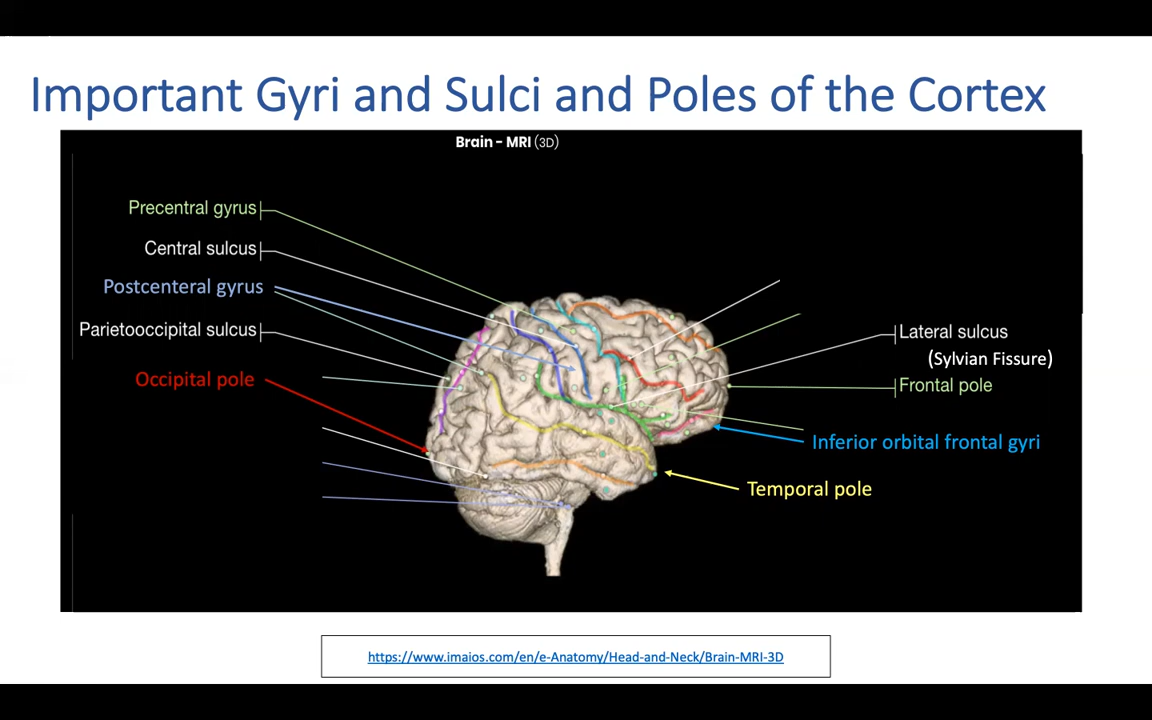 Important Gyri and Sulci and Poles of the Cortex
Brain - MRI (3D)
Precentral gyrus
Central sulcus
Postcenteral gyrus
Parietooccipital sulcus
Occipital pole
Lateral sulcus
(Sylvian Fissure)
Frontal pole
Inferior orbital frontal gyri
Temporal pole
https://www.imaios.com/en/e-Anatomy/Head-and-Neck/Brain-MRI-3D